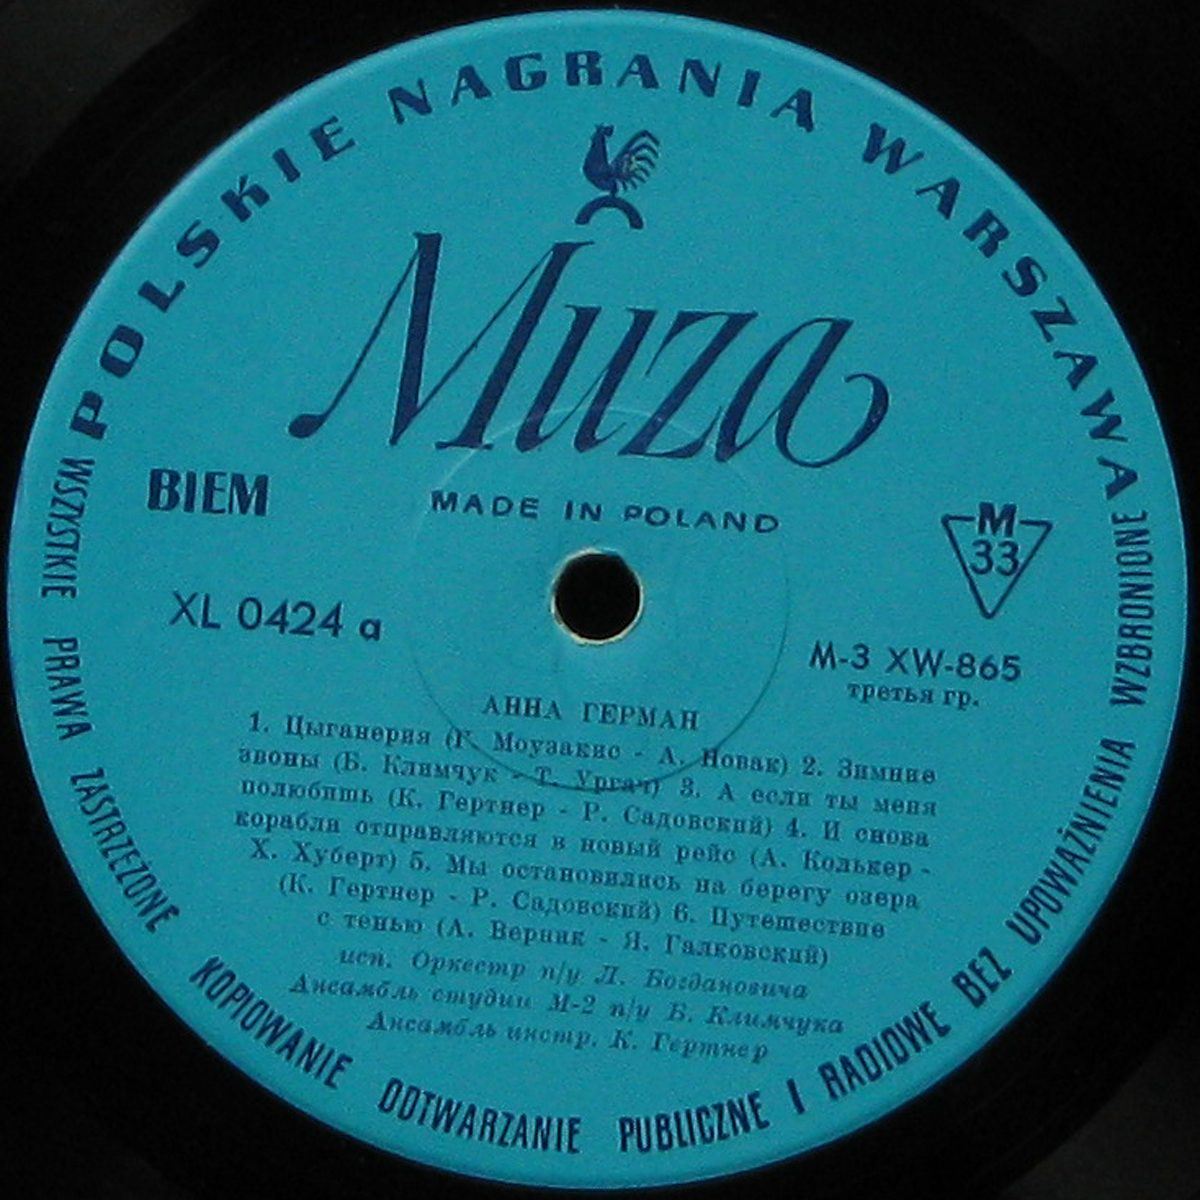 POLSKIE NAGRANIA WARSZAWA
Muza
BIEM
MADE IN POLAND
M
33
XL 0424 a
M-3 XW-865
третья гр.
АННА ГЕРМАН
1. Цыганерия (Г. Моузакис - А. Новак) 2. Зимние
звоны (Б. Климчук - Т. Ургач) 3. А если ты меня
полюбишь (К. Гертнер - Р. Садовский) 4. И снова
корабли отправляются в новый рейс (А. Колькер -
Х. Хуберт) 5. Мы остановились на берегу озера
(К. Гертнер - Р. Садовский) 6. Путешествие
с тенью (А. Верник - Я. Галковский)
исп. Оркестр п/у Л. Богдановича
Ансамбль студии М-2 п/у Б. Климчука
Ансамбль инстр. К. Гертнер
WSZYSTKIE PRAWA ZASTRZEŻONE KOPIOWANIE ODTWARZANIE PUBLICZNE I RADIOWE BEZ UPOWAŻNIENIA WZBRONIONE